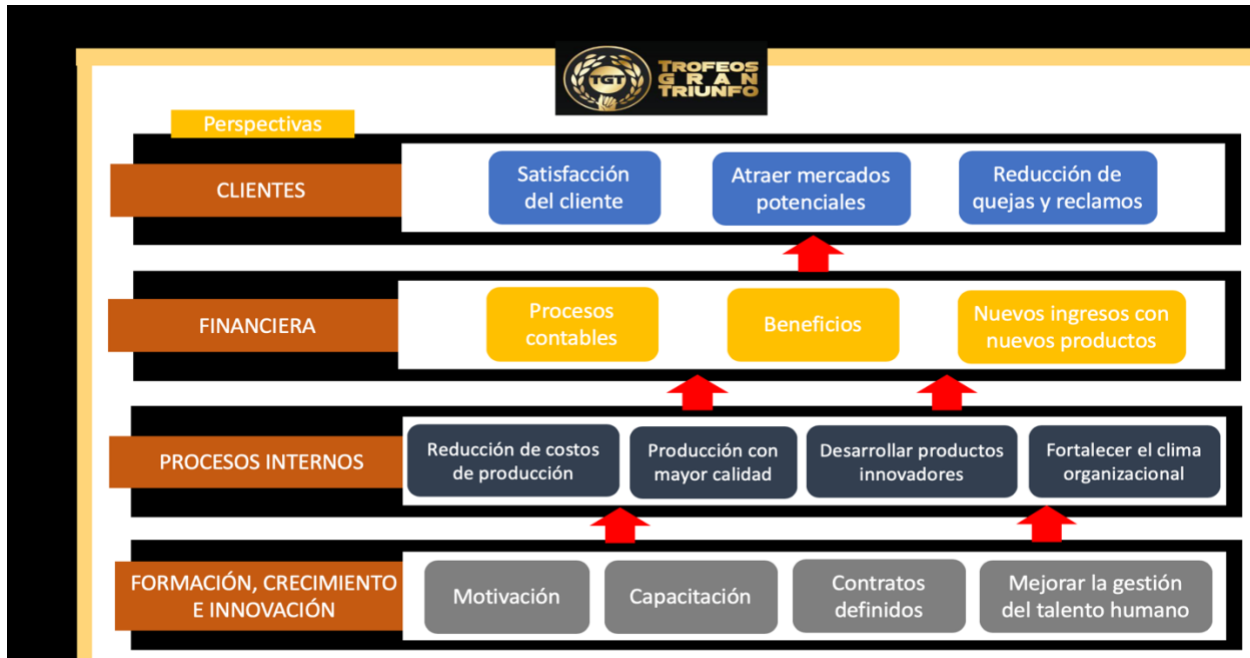 TGT
TROFEOS
GRAN
TRIUNFO
Perspectivas
CLIENTES
Satisfacción
del cliente
Atraer mercados
potenciales
Reducción de
quejas y reclamos
FINANCIERA
Procesos
contables
Beneficios
Nuevos ingresos con
nuevos productos
PROCESOS INTERNOS
Reducción de costos
de producción
Producción con
mayor calidad
Desarrollar productos
innovadores
Fortalecer el clima
organizacional
FORMACIÓN, CRECIMIENTO
E INNOVACIÓN
Motivación
Capacitación
Contratos
definidos
Mejorar la gestión
del talento humano